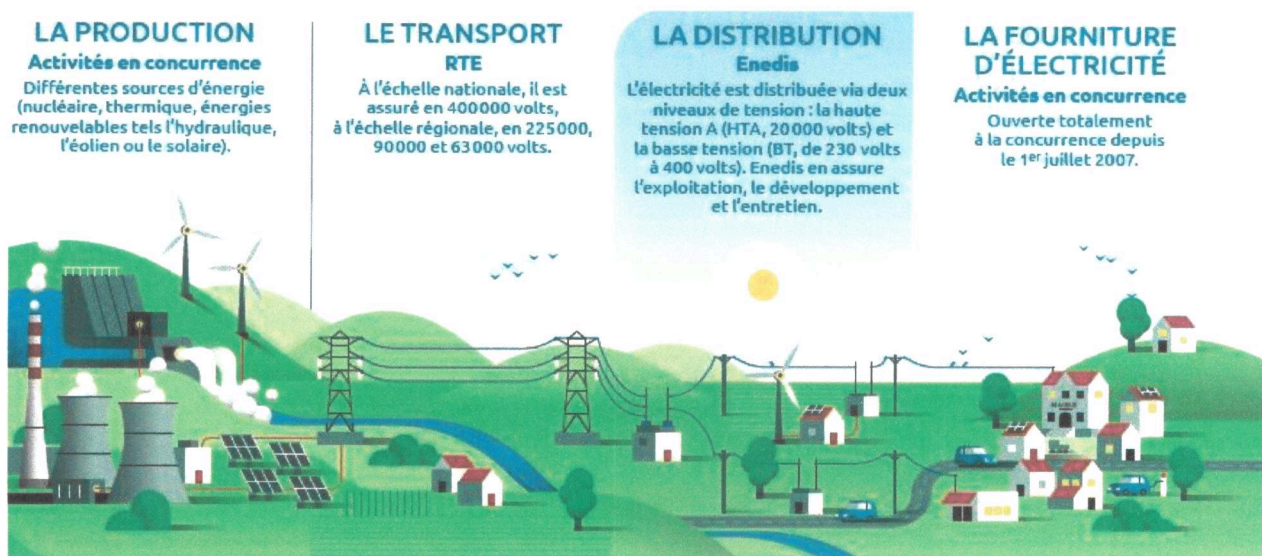 LA PRODUCTION
Activités en concurrence
Différentes sources d'énergie
(nucléaire, thermique, énergies
renouvelables tels l'hydraulique,
l'éolien ou le solaire).
LE TRANSPORT
RTE
À l'échelle nationale, il est
assuré en 400000 volts,
à l'échelle régionale, en 225000,
90000 et 63000 volts.
LA DISTRIBUTION
Enedis
L'électricité est distribuée via deux
niveaux de tension : la haute
tension A (HTA, 20000 volts) et
la basse tension (BT, de 230 volts
à 400 volts). Enedis en assure
l'exploitation, le développement
et l'entretien.
LA FOURNITURE
D'ÉLECTRICITÉ
Activités en concurrence
Ouverte totalement
à la concurrence depuis
le 1er juillet 2007.
MAIRIE